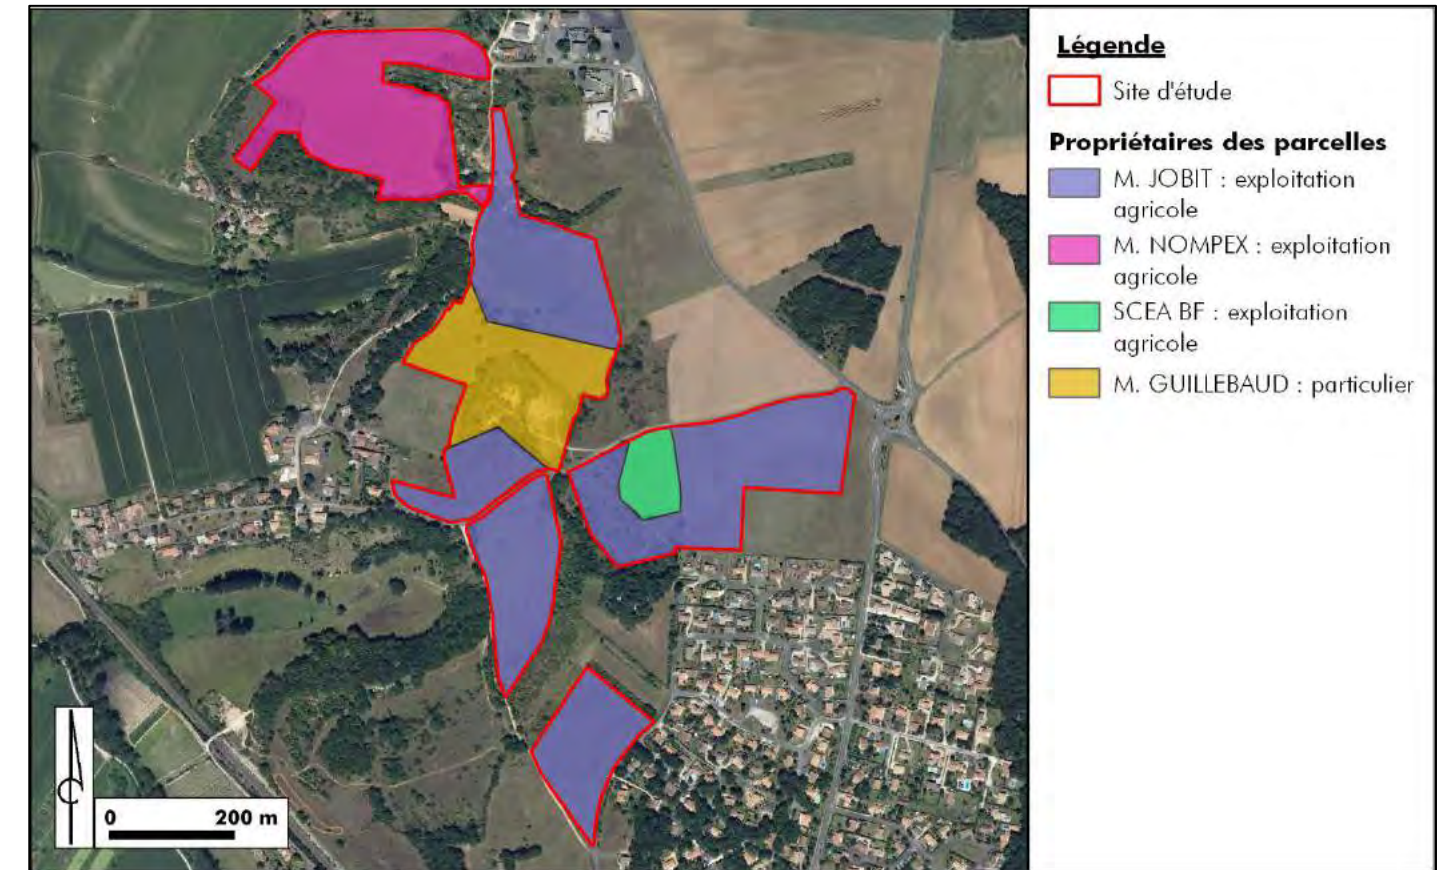 Légende
Site d'étude
Propriétaires des parcelles
M. JOBIT : exploitation
agricole
M. NOMPEX : exploitation
agricole
SCEA BF : exploitation
agricole
M. GUILLEBAUD : particulier
0 200 m